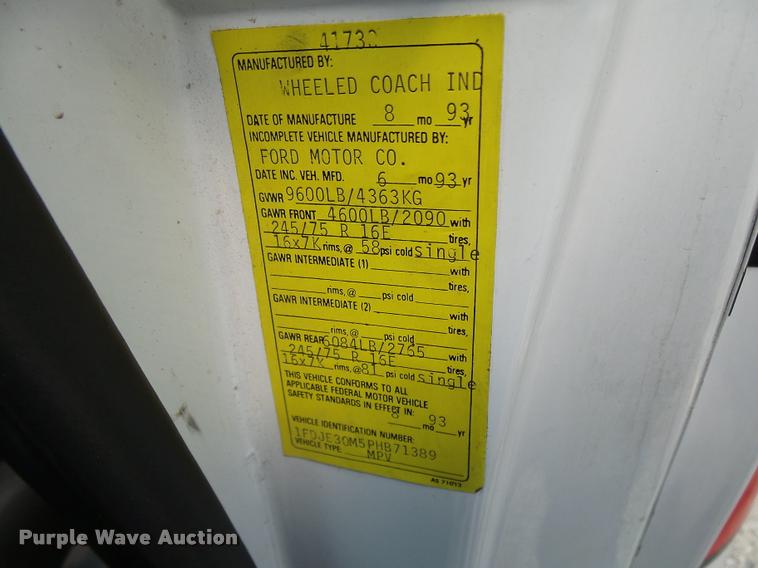 41730
MANUFACTURED BY:
WHEELED COACH IND
DATE OF MANUFACTURE 8 mo 93 yr
INCOMPLETE VEHICLE MANUFACTURED BY:
FORD MOTOR CO.
DATE INC. VEH. MFD. 6 mo 93 yr
GVWR 9600LB/4363KG
GAWR FRONT 4600LB/2090 with
245/75 R 16E tires,
16x7K rims, @ 58 psi cold single
GAWR INTERMEDIATE (1) with
tires,
rims, @ psi cold
GAWR INTERMEDIATE (2) with
tires,
rims, @ psi cold
GAWR REAR 6084LB/2765 with
245/75 R 16E tires,
16x7K rims, @ 81 psi cold single
THIS VEHICLE CONFORMS TO ALL
APPLICABLE FEDERAL MOTOR VEHICLE
SAFETY STANDARDS IN EFFECT IN:
8 mo 93 yr
VEHICLE IDENTIFICATION NUMBER:
1FDJE30M5PHB71389
VEHICLE TYPE: MPV
AS 71013
Purple Wave Auction